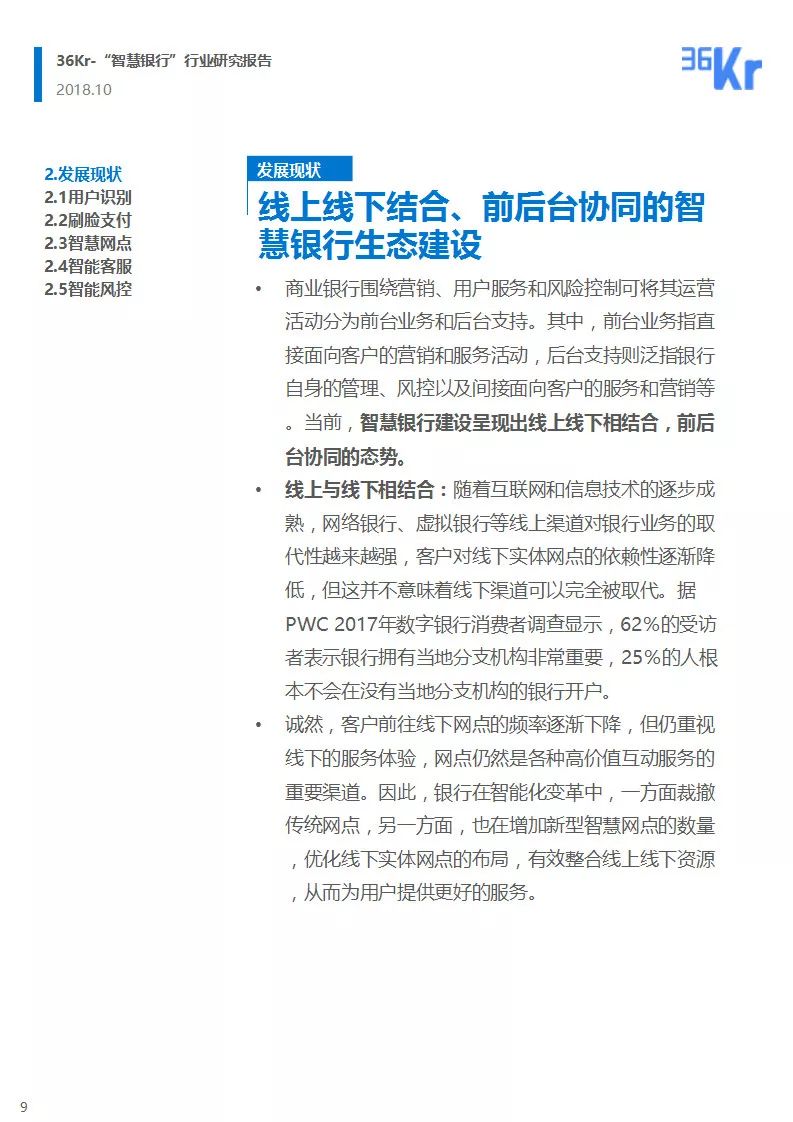 36Kr-“智慧银行”行业研究报告
2018.10
36Kr
2.发展现状
2.1用户识别
2.2刷脸支付
2.3智慧网点
2.4智能客服
2.5智能风控
发展现状
线上线下结合、前后台协同的智
慧银行生态建设
• 商业银行围绕营销、用户服务和风险控制可将其运营
活动分为前台业务和后台支持。其中，前台业务指直
接面向客户的营销和服务活动，后台支持则泛指银行
自身的管理、风控以及间接面向客户的服务和营销等
。当前，智慧银行建设呈现出线上线下相结合，前后
台协同的态势。
• 线上与线下相结合：随着互联网和信息技术的逐步成
熟，网络银行、虚拟银行等线上渠道对银行业务的取
代性越来越强，客户对线下实体网点的依赖性逐渐降
低，但这并不意味着线下渠道可以完全被取代。据
PWC 2017年数字银行消费者调查显示，62%的受访
者表示银行拥有当地分支机构非常重要，25%的人根
本不会在没有当地分支机构的银行开户。
• 诚然，客户前往线下网点的频率逐渐下降，但仍重视
线下的服务体验，网点仍然是各种高价值互动服务的
重要渠道。因此，银行在智能化变革中，一方面裁撤
传统网点，另一方面，也在增加新型智慧网点的数量
，优化线下实体网点的布局，有效整合线上线下资源
，从而为用户提供更好的服务。
9